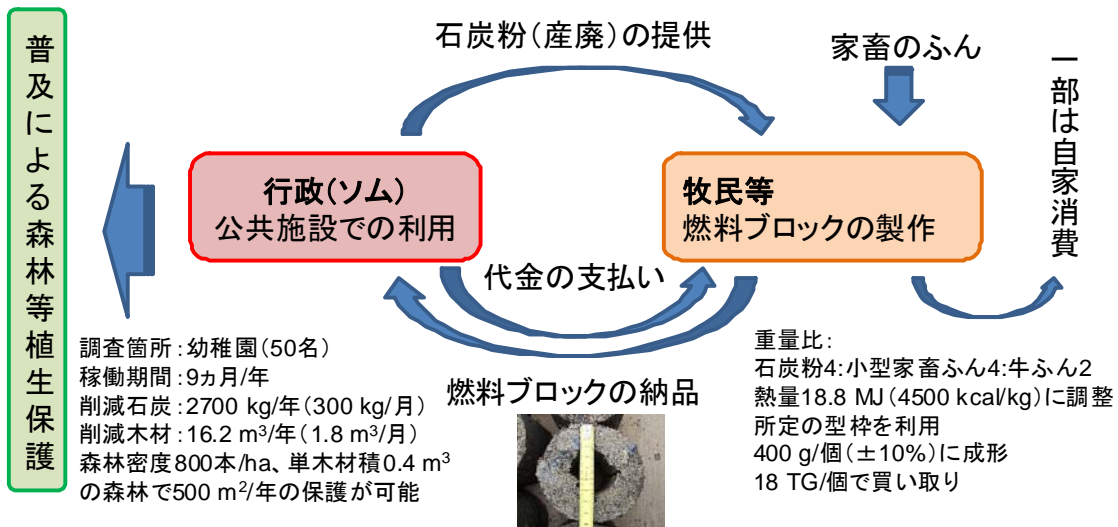 普及による森林等植生保護
石炭粉(産廃)の提供
家畜のふん
一部は自家消費
行政(ソム)
公共施設での利用
牧民等
燃料ブロックの製作
代金の支払い
燃料ブロックの納品
調査箇所:幼稚園(50名)
稼働期間:9ヵ月/年
削減石炭:2700 kg/年(300 kg/月)
削減木材:16.2 m³/年(1.8 m³/月)
森林密度800本/ha、単木材積0.4 m³
の森林で500 m²/年の保護が可能
重量比:
石炭粉4:小型家畜ふん4:牛ふん2
熱量18.8 MJ(4500 kcal/kg)に調整
所定の型枠を利用
400 g/個(±10%)に成形
18 TG/個で買い取り